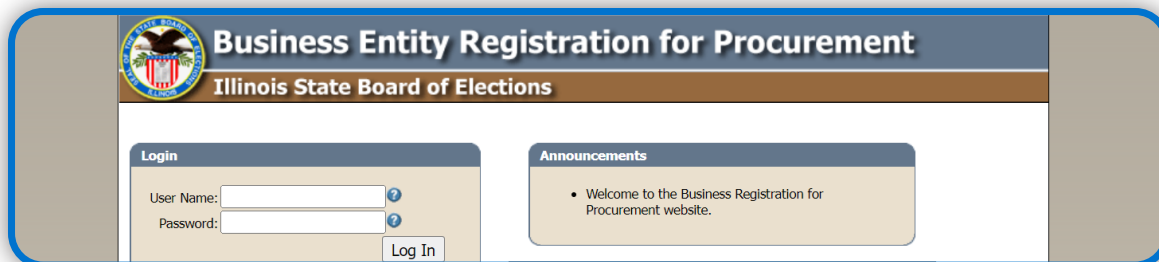 Business Entity Registration for Procurement
Illinois State Board of Elections
Login
User Name:
Password:
Log In
Announcements
• Welcome to the Business Registration for
Procurement website.